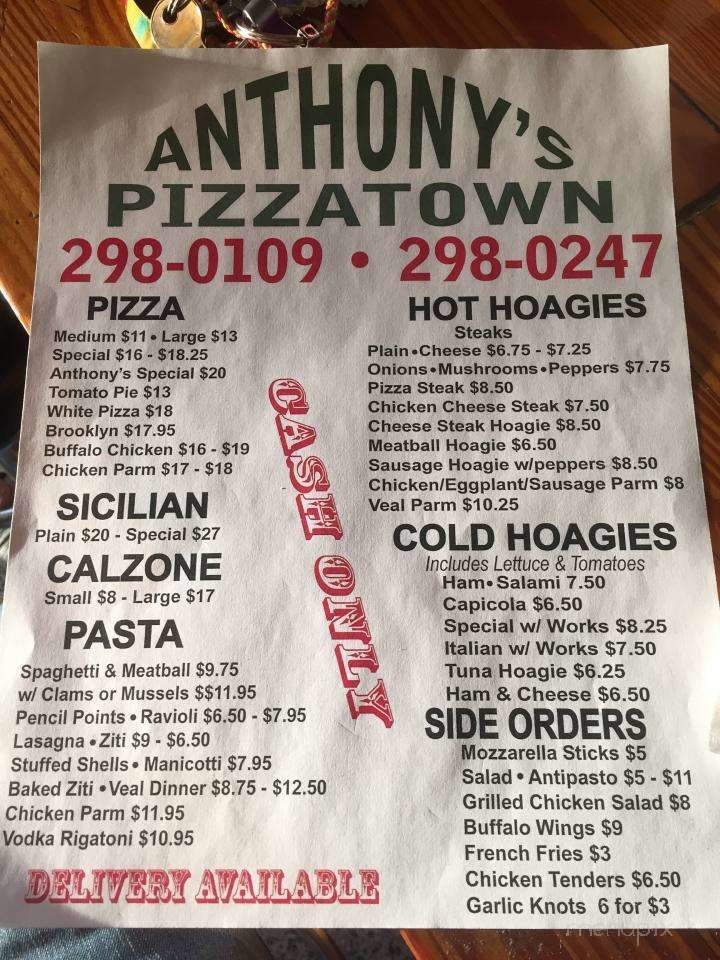 ANTHONY'S
PIZZATOWN
298-0109 • 298-0247
PIZZA
Medium $11 • Large $13
Special $16 - $18.25
Anthony's Special $20
Tomato Pie $13
White Pizza $18
Brooklyn $17.95
Buffalo Chicken $16 - $19
Chicken Parm $17 - $18
SICILIAN
Plain $20 - Special $27
CALZONE
Small $8 - Large $17
PASTA
Spaghetti & Meatball $9.75
w/ Clams or Mussels $$11.95
Pencil Points • Ravioli $6.50 - $7.95
Lasagna • Ziti $9 - $6.50
Stuffed Shells • Manicotti $7.95
Baked Ziti • Veal Dinner $8.75 - $12.50
Chicken Parm $11.95
Vodka Rigatoni $10.95
DELIVERY AVAILABLE
CASH ONLY
HOT HOAGIES
Steaks
Plain • Cheese $6.75 - $7.25
Onions • Mushrooms • Peppers $7.75
Pizza Steak $8.50
Chicken Cheese Steak $7.50
Cheese Steak Hoagie $8.50
Meatball Hoagie $6.50
Sausage Hoagie w/peppers $8.50
Chicken/Eggplant/Sausage Parm $8
Veal Parm $10.25
COLD HOAGIES
Includes Lettuce & Tomatoes
Ham • Salami 7.50
Capicola $6.50
Special w/ Works $8.25
Italian w/ Works $7.50
Tuna Hoagie $6.25
Ham & Cheese $6.50
SIDE ORDERS
Mozzarella Sticks $5
Salad • Antipasto $5 - $11
Grilled Chicken Salad $8
Buffalo Wings $9
French Fries $3
Chicken Tenders $6.50
Garlic Knots 6 for $3
menupix